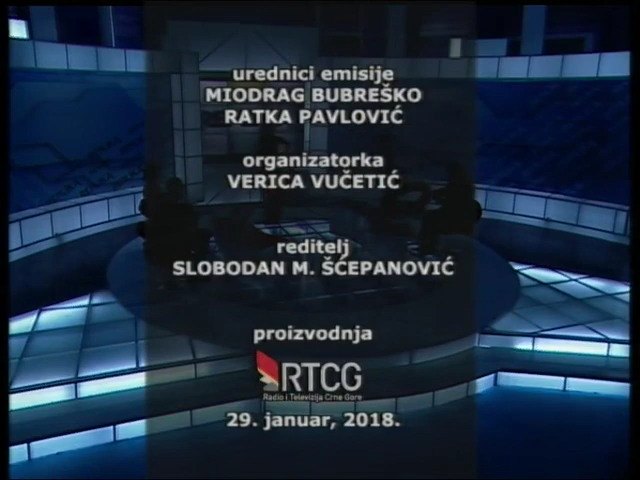 urednici emisije
MIODRAG BUBREŠKO
RATKA PAVLOVIĆ
organizatorka
VERICA VUČETIĆ
reditelj
SLOBODAN M. ŠĆEPANOVIĆ
proizvodnja
RTCG
Radio i Televizija Crne Gore
29. januar, 2018.